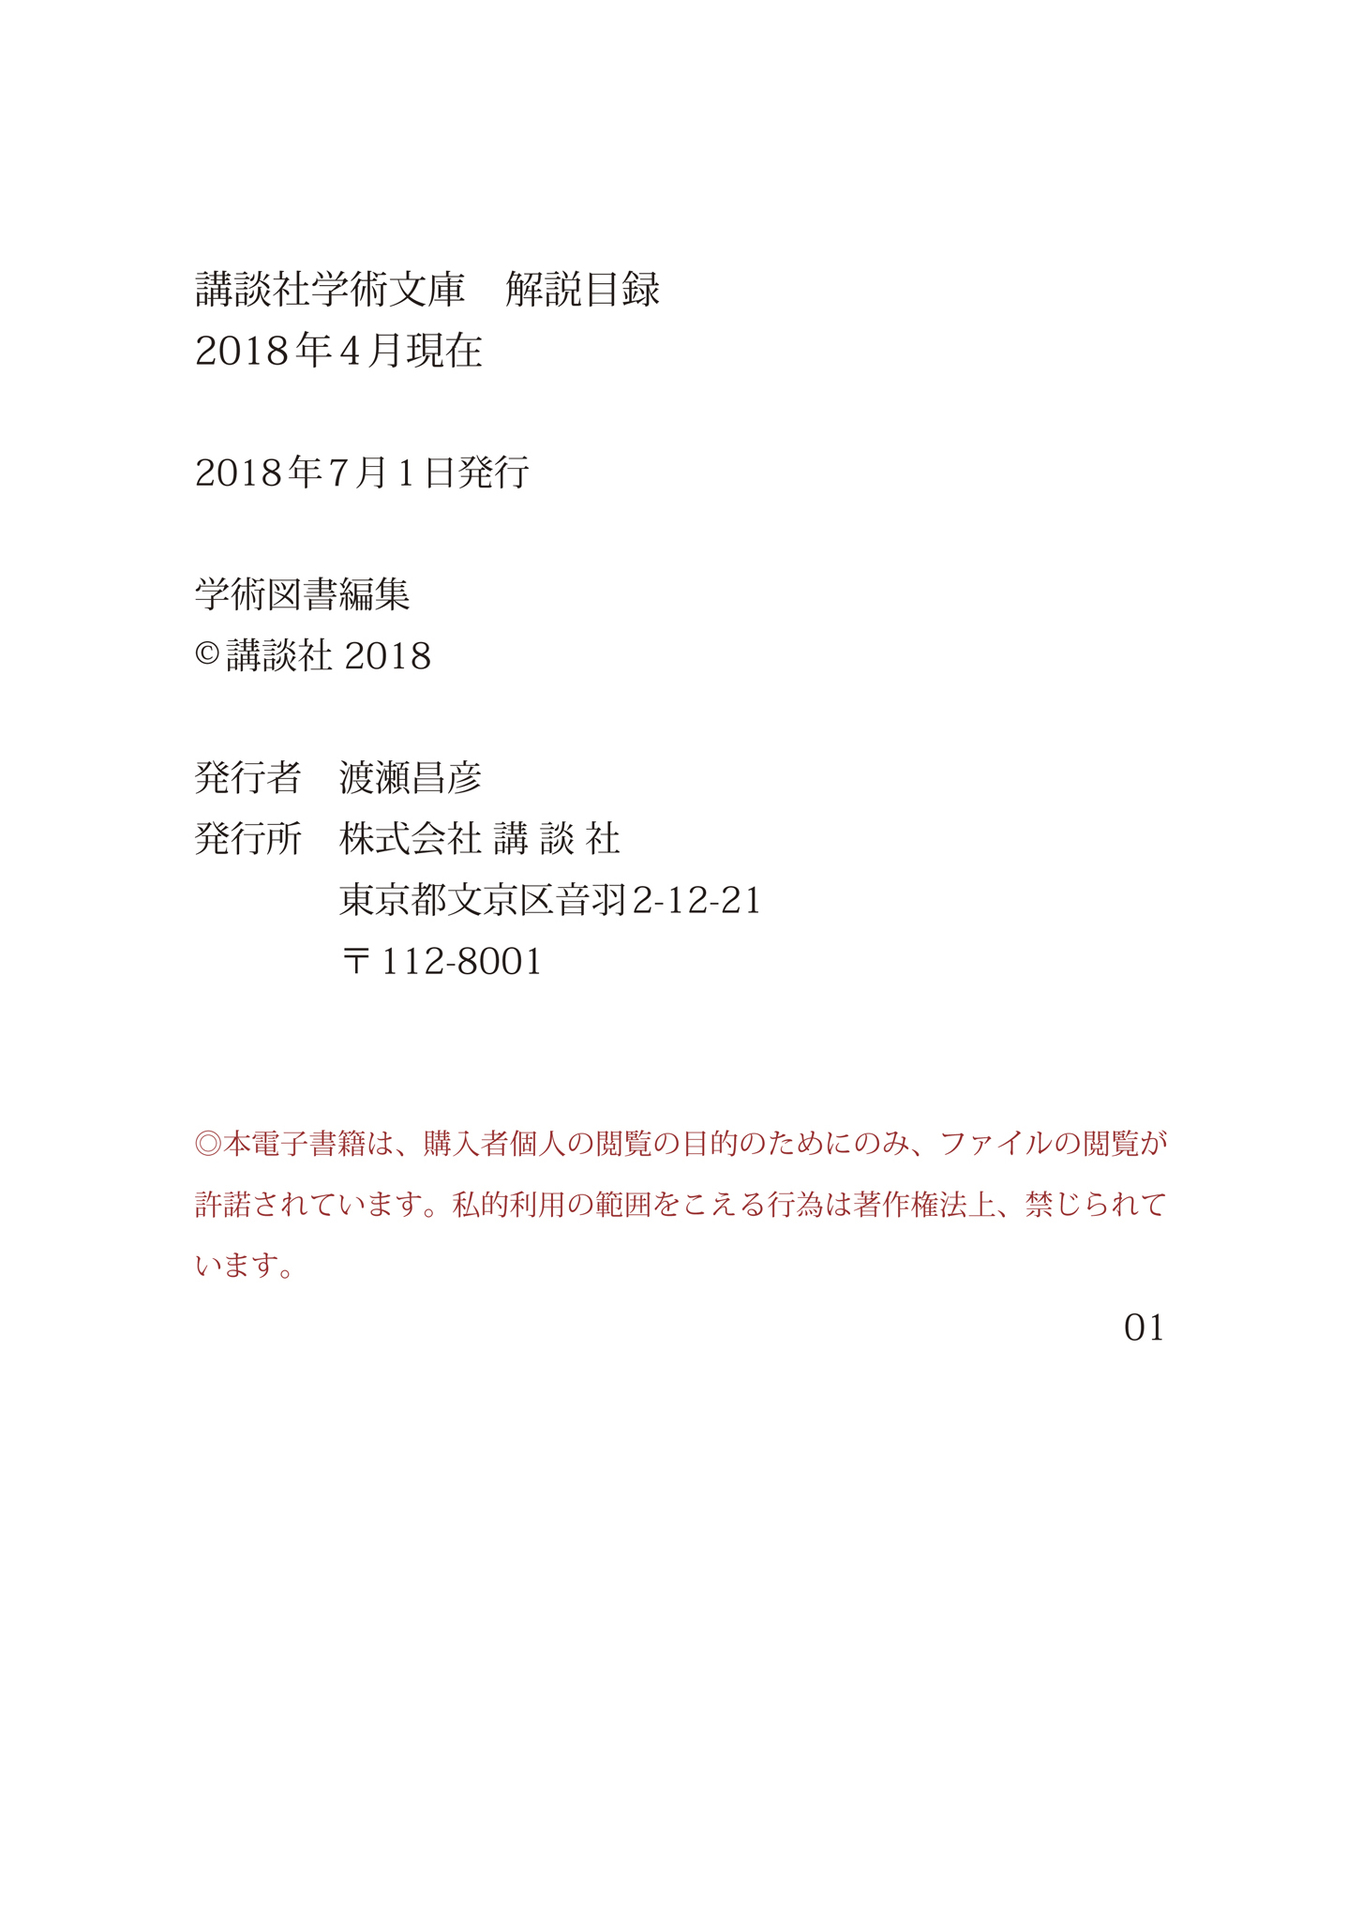 講談社学術文庫　解説目録
2018年4月現在
2018年7月1日発行
学術図書編集
©講談社 2018
発行者　渡瀬昌彦
発行所　株式会社 講 談 社
東京都文京区音羽2-12-21
〒112-8001
◎本電子書籍は、購入者個人の閲覧の目的のためにのみ、ファイルの閲覧が
許諾されています。私的利用の範囲をこえる行為は著作権法上、禁じられて
います。
01